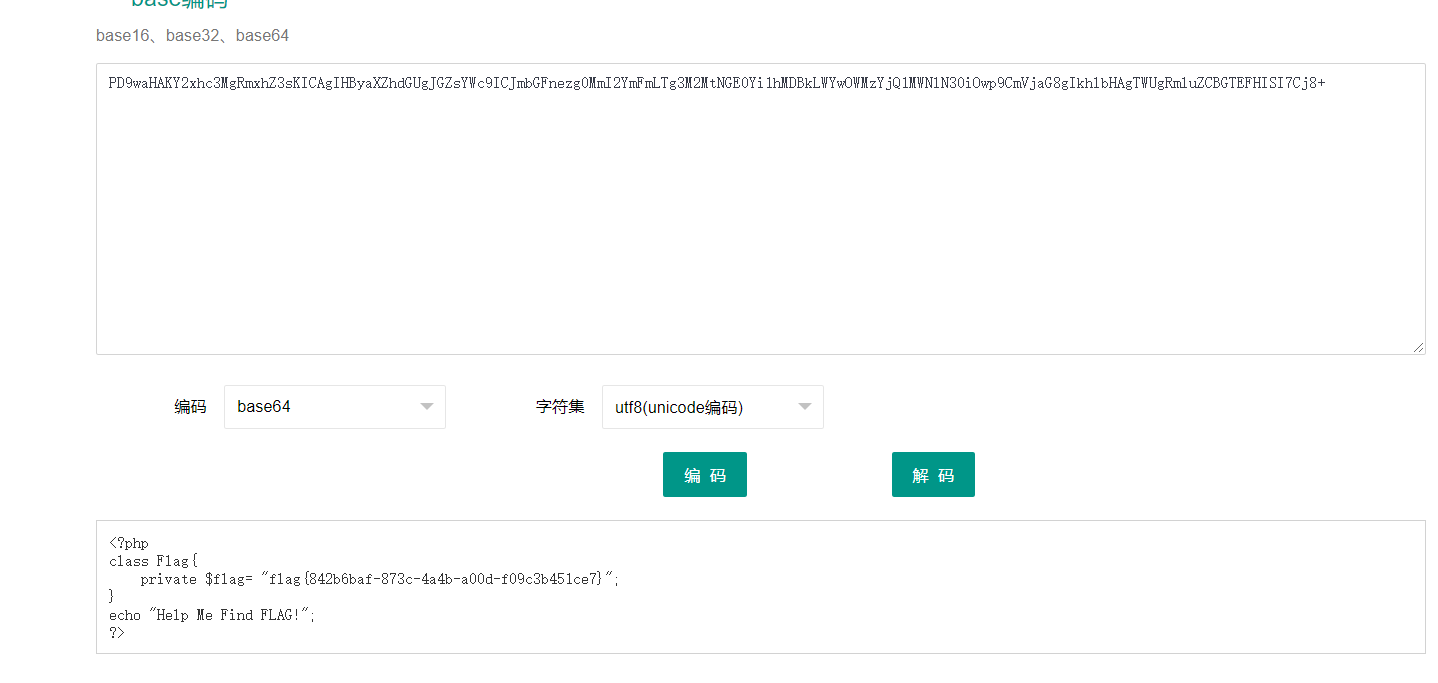 base编码
base16、base32、base64
PD9waHAKY2xhc3MgRmxhZ3sKICAgIHByaXZhdGUgJGZsYWc9ICJmbGFnezg0MmI2YmFmLTg3M2MtNGE0Yi1hMDBkLWYwOWMzYjQ1MWNlN30iOwp9CmVjaG8gIkhlbHAgTWUgRmluZCBGTEFHISI7Cj8+
编码 base64 字符集 utf8(unicode编码)
编 码 解 码
<?php
class Flag{
    private $flag= "flag{842b6baf-873c-4a4b-a00d-f09c3b451ce7}";
}
echo "Help Me Find FLAG!";
?>